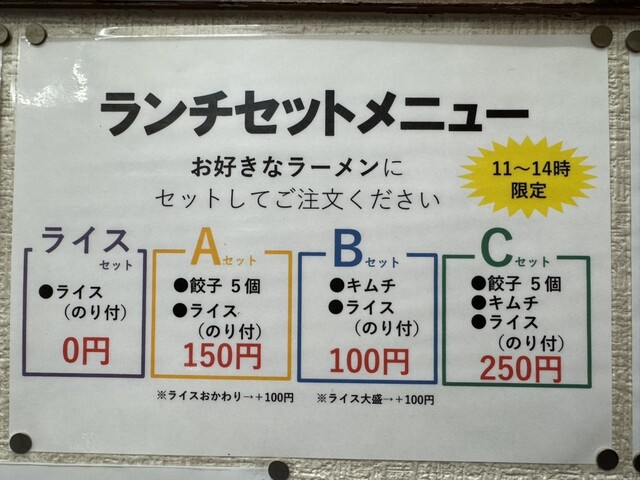 ランチセットメニュー
お好きなラーメンに
セットしてご注文ください
11〜14時
限定
ライス
セット
●ライス
(のり付)
0円
Aセット
●餃子 5個
●ライス
(のり付)
150円
Bセット
●キムチ
●ライス
(のり付)
100円
Cセット
●餃子 5個
●キムチ
●ライス
(のり付)
250円
※ライスおかわり→+100円
※ライス大盛→+100円